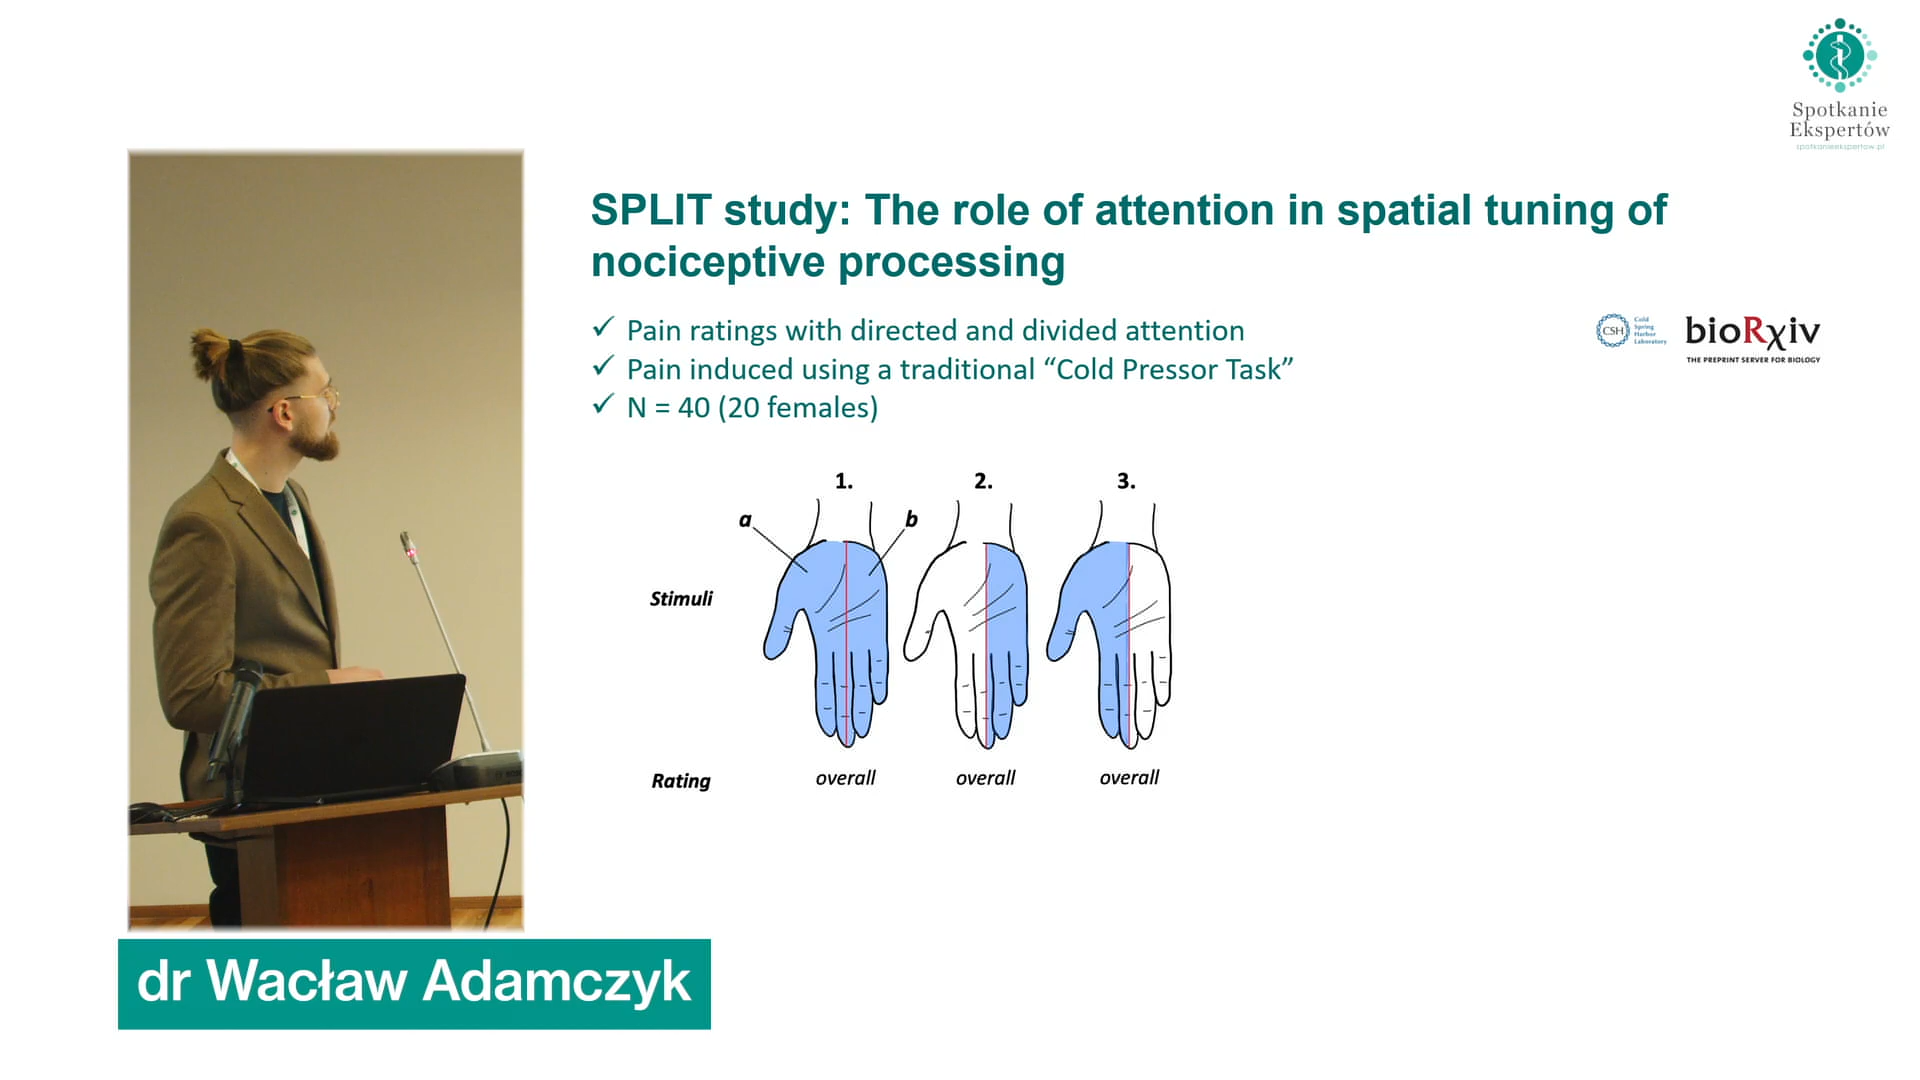 Spotkanie
Ekspertów
spotkanieekspertow.pl
SPLIT study: The role of attention in spatial tuning of
nociceptive processing
✓ Pain ratings with directed and divided attention
✓ Pain induced using a traditional “Cold Pressor Task”
✓ N = 40 (20 females)
CSH Cold
Spring
Harbor
Laboratory
bioRχiv
THE PREPRINT SERVER FOR BIOLOGY
1. 2. 3.
a b
Stimuli
Rating overall overall overall
dr Wacław Adamczyk